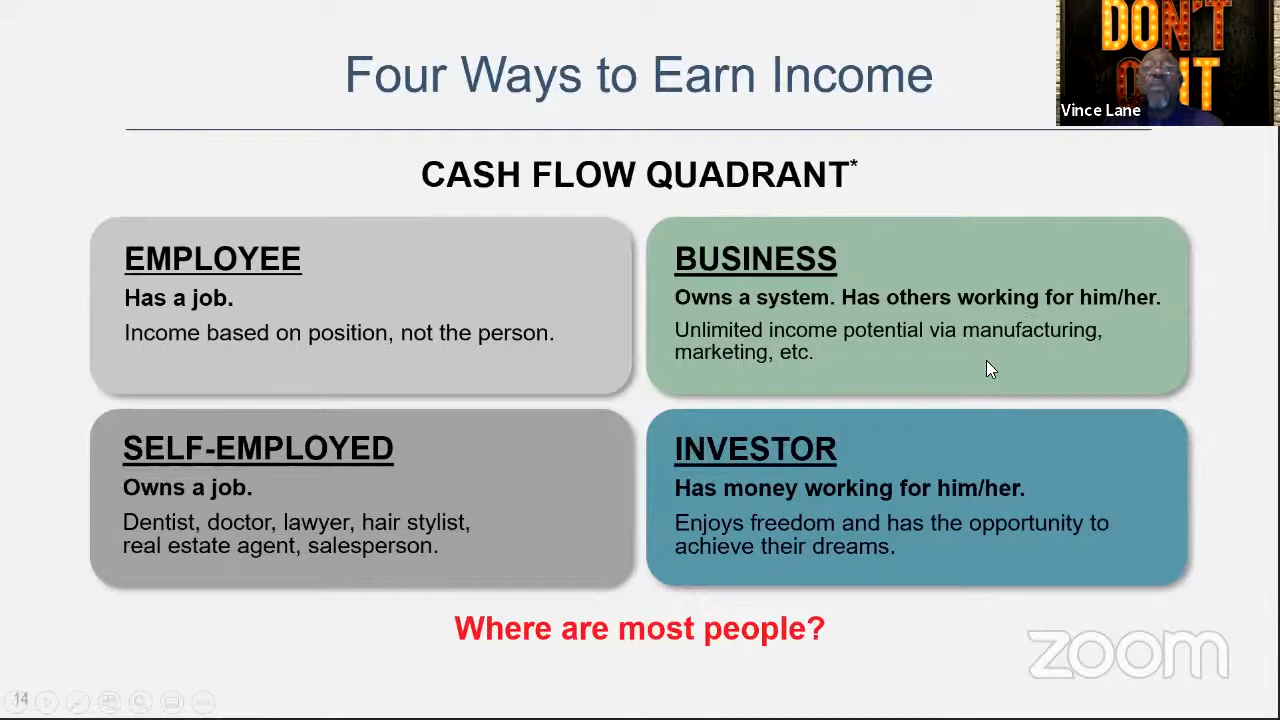 Four Ways to Earn Income
DON'T
IT
Vince Lane
CASH FLOW QUADRANT*
EMPLOYEE
Has a job.
Income based on position, not the person.
BUSINESS
Owns a system. Has others working for him/her.
Unlimited income potential via manufacturing,
marketing, etc.
SELF-EMPLOYED
Owns a job.
Dentist, doctor, lawyer, hair stylist,
real estate agent, salesperson.
INVESTOR
Has money working for him/her.
Enjoys freedom and has the opportunity to
achieve their dreams.
Where are most people?
zoom
14